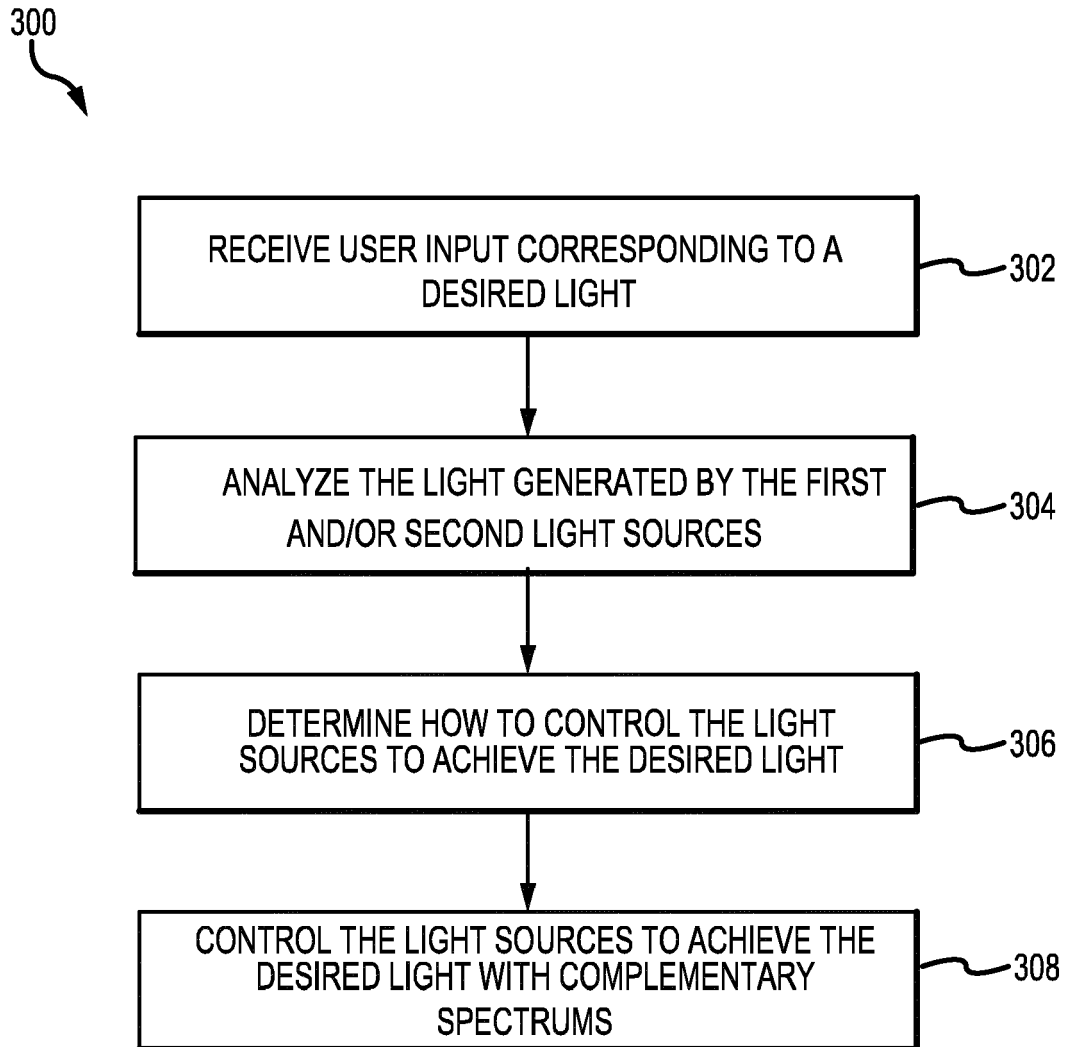 300
RECEIVE USER INPUT CORRESPONDING TO A
DESIRED LIGHT
302
ANALYZE THE LIGHT GENERATED BY THE FIRST
AND/OR SECOND LIGHT SOURCES
304
DETERMINE HOW TO CONTROL THE LIGHT
SOURCES TO ACHIEVE THE DESIRED LIGHT
306
CONTROL THE LIGHT SOURCES TO ACHIEVE THE
DESIRED LIGHT WITH COMPLEMENTARY
SPECTRUMS
308